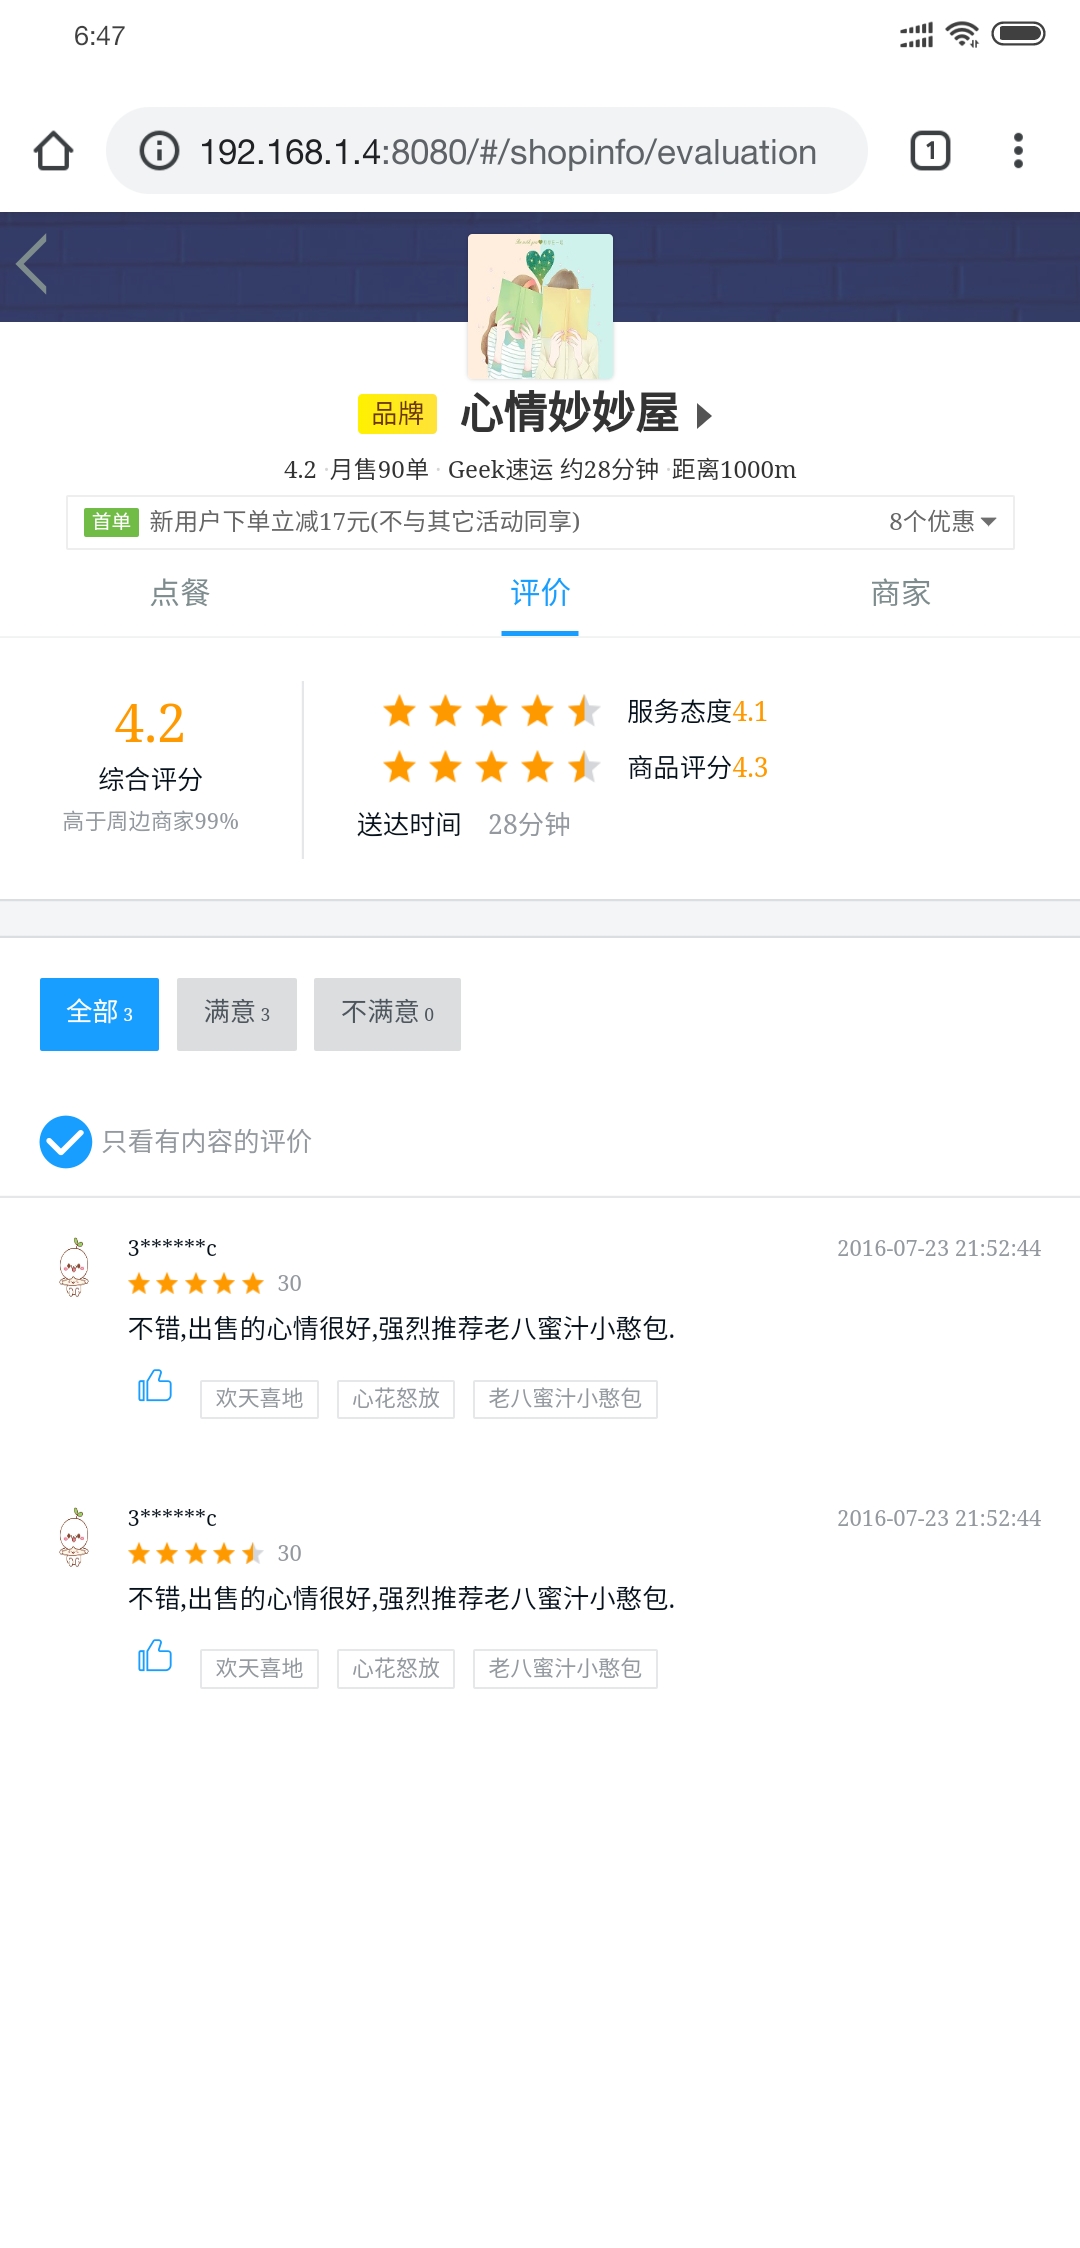 6:47
192.168.1.4:8080/#/shopinfo/evaluation
1
品牌 心情妙妙屋
4.2 ·月售90单 · Geek速运 约28分钟 ·距离1000m
首单 新用户下单立减17元(不与其它活动同享) 8个优惠
点餐 评价 商家
4.2
综合评分
高于周边商家99%
服务态度4.1
商品评分4.3
送达时间 28分钟
全部 3 满意 3 不满意 0
只看有内容的评价
3******c 2016-07-23 21:52:44
30
不错,出售的心情很好,强烈推荐老八蜜汁小憨包.
欢天喜地 心花怒放 老八蜜汁小憨包
3******c 2016-07-23 21:52:44
30
不错,出售的心情很好,强烈推荐老八蜜汁小憨包.
欢天喜地 心花怒放 老八蜜汁小憨包